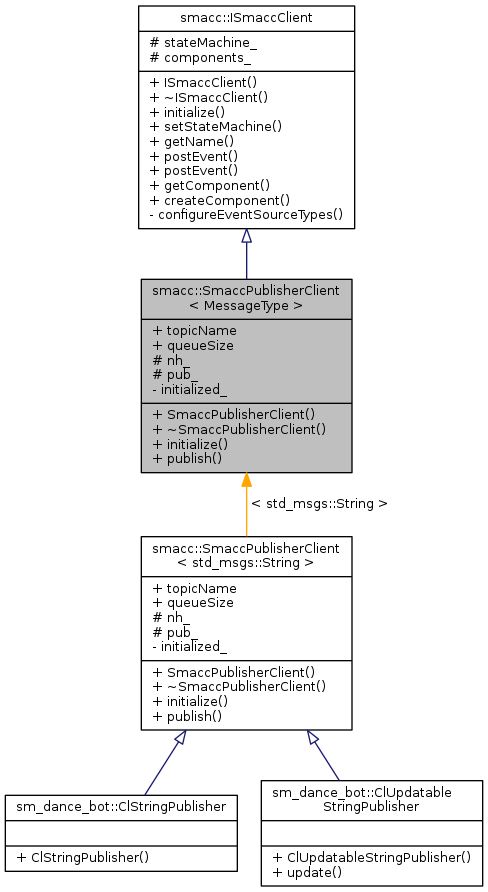 smacc::ISmaccClient
# stateMachine_
# components_
+ ISmaccClient()
+ ~ISmaccClient()
+ initialize()
+ setStateMachine()
+ getName()
+ postEvent()
+ postEvent()
+ getComponent()
+ createComponent()
- configureEventSourceTypes()
smacc::SmaccPublisherClient
< MessageType >
+ topicName
+ queueSize
# nh_
# pub_
- initialized_
+ SmaccPublisherClient()
+ ~SmaccPublisherClient()
+ initialize()
+ publish()
< std_msgs::String >
smacc::SmaccPublisherClient
< std_msgs::String >
+ topicName
+ queueSize
# nh_
# pub_
- initialized_
+ SmaccPublisherClient()
+ ~SmaccPublisherClient()
+ initialize()
+ publish()
sm_dance_bot::ClStringPublisher
+ ClStringPublisher()
sm_dance_bot::ClUpdatable
StringPublisher
+ ClUpdatableStringPublisher()
+ update()